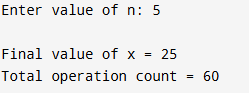 Enter value of n: 5
Final value of x = 25
Total operation count = 60